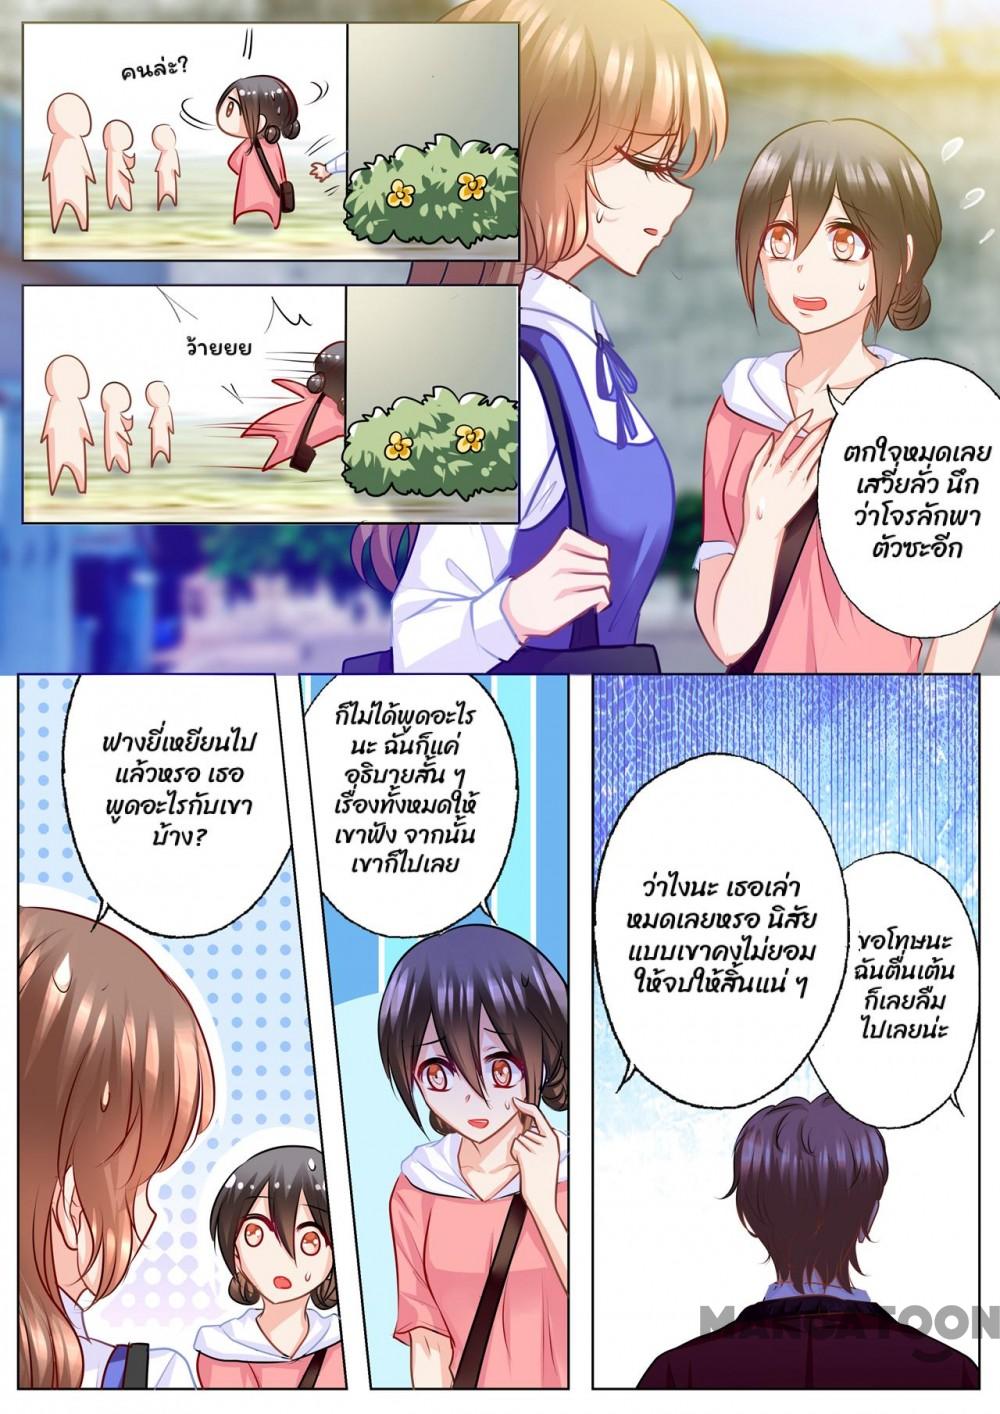 คนล่ะ?
ว้ายยย
ตกใจหมดเลย
เสวี่ยลั่ว นึก
ว่าโจรลักพา
ตัวซะอีก
ฟางยี่เหยียนไป
แล้วหรอ เธอ
พูดอะไรกับเขา
บ้าง?
ก็ไม่ได้พูดอะไร
นะ ฉันก็แค่
อธิบายสั้น ๆ
เรื่องทั้งหมดให้
เขาฟัง จากนั้น
เขาก็ไปเลย
ว่าไงนะ เธอเล่า
หมดเลยหรอ นิสัย
แบบเขาคงไม่ยอม
ให้จบให้สิ้นแน่ ๆ
ขอโทษนะ
ฉันตื่นเต้น
ก็เลยลืม
ไปเลยน่ะ
MANGATOON